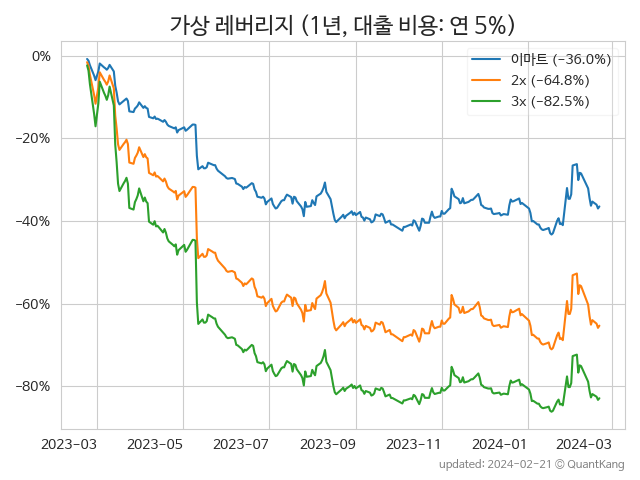 가상 레버리지 (1년, 대출 비용: 연 5%)
이마트 (−36.0%)
2x (−64.8%)
3x (−82.5%)
0%
−20%
−40%
−60%
−80%
2023−03 2023−05 2023−07 2023−09 2023−11 2024−01 2024−03
updated: 2024-02-21 © QuantKang